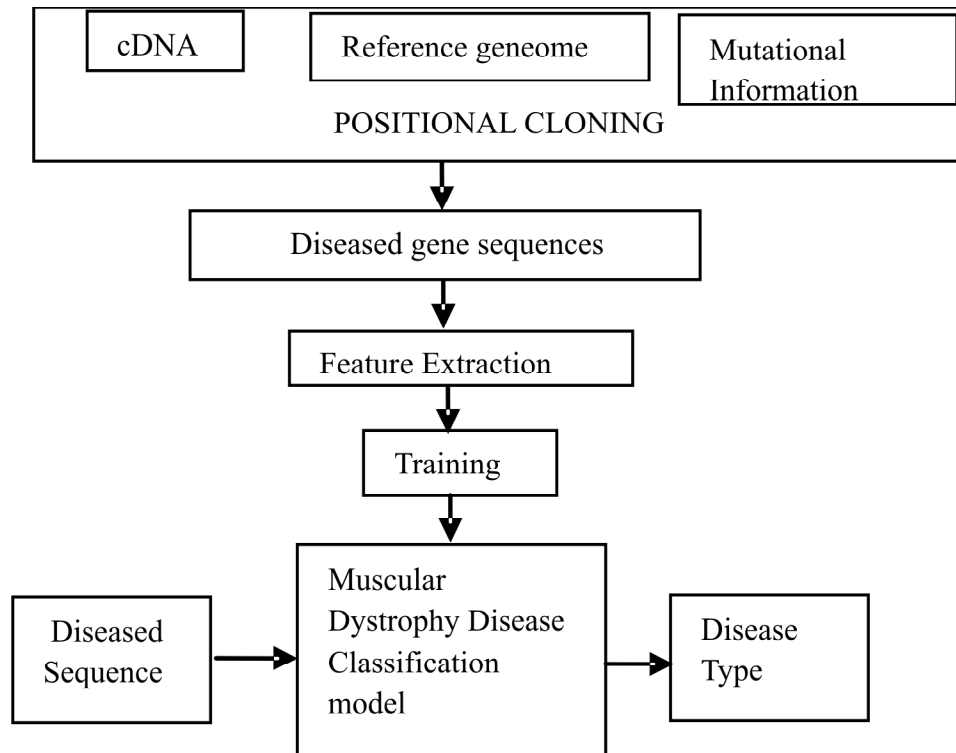 cDNA
Reference geneome
Mutational
Information
POSITIONAL CLONING
Diseased gene sequences
Feature Extraction
Training
Diseased
Sequence
Muscular
Dystrophy Disease
Classification
model
Disease
Type